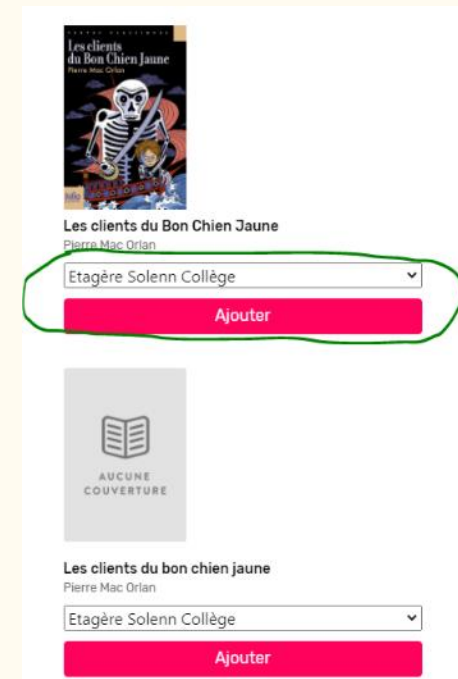 Les clients
du Bon Chien Jaune
Pierre Mac Orlan
folio
Les clients du Bon Chien Jaune
Pierre Mac Orlan
Etagère Solenn Collège
Ajouter
AUCUNE
COUVERTURE
Les clients du bon chien jaune
Pierre Mac Orlan
Etagère Solenn Collège
Ajouter